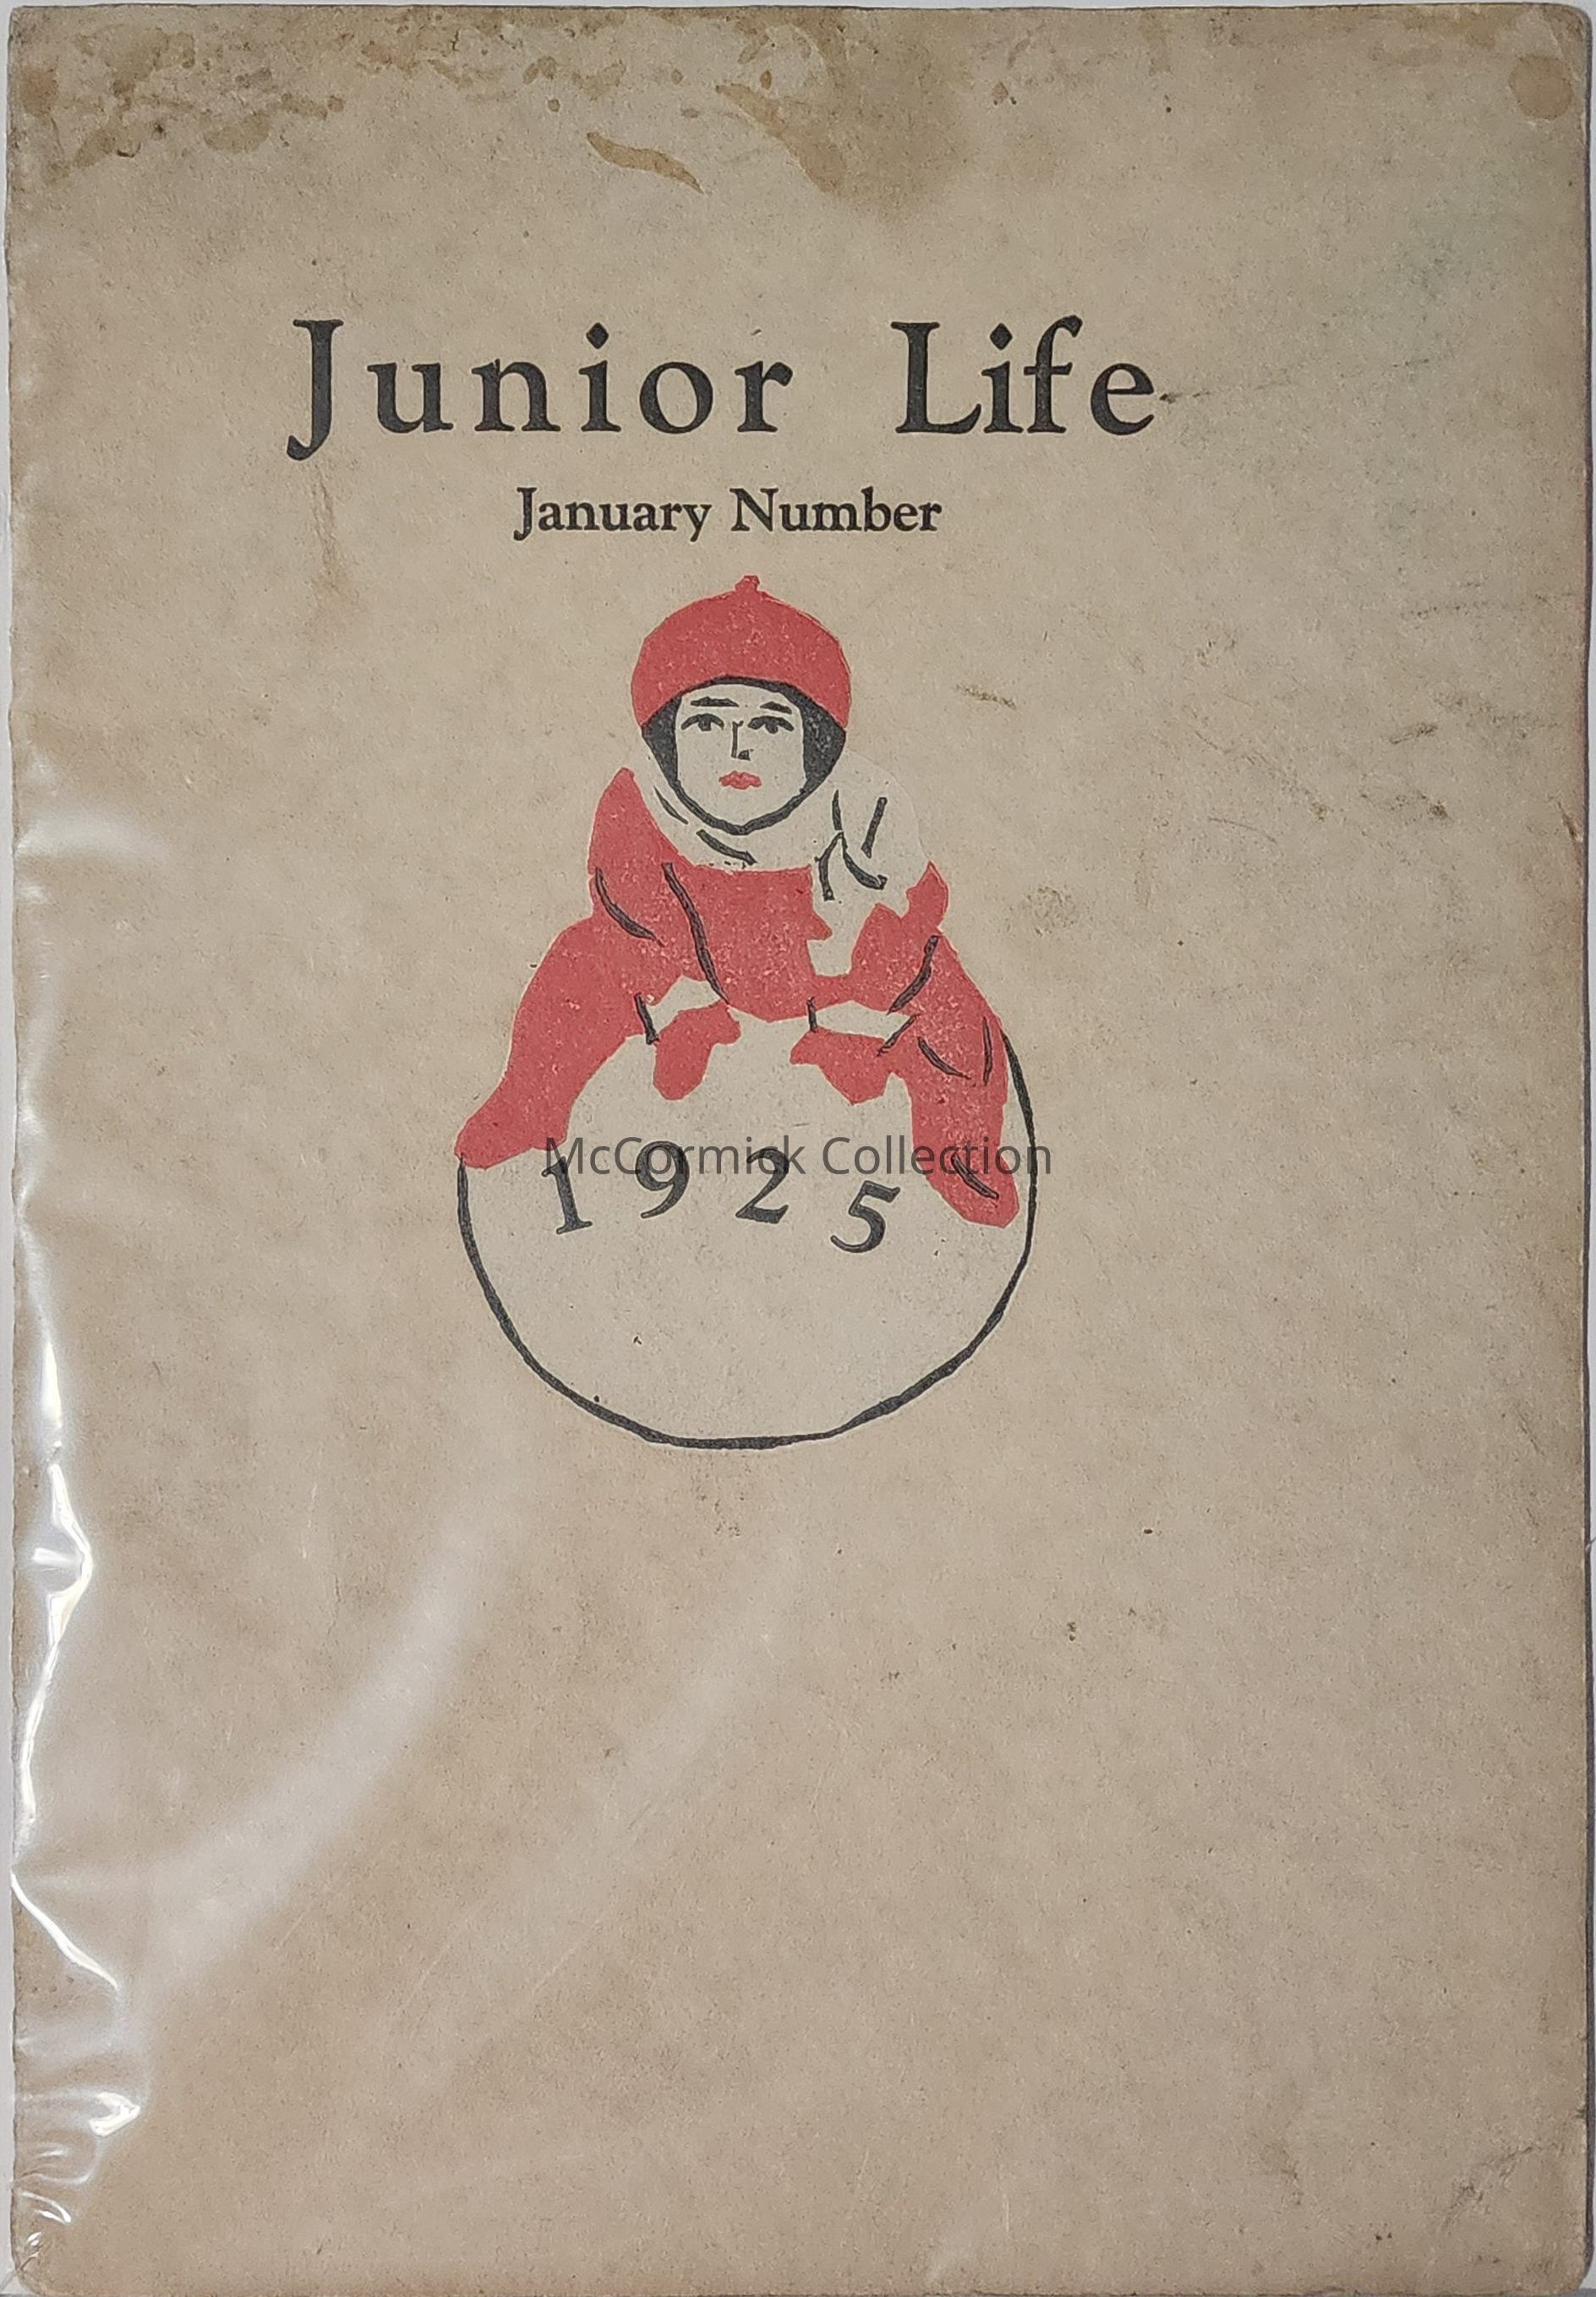 Junior Life
January Number
McCormick Collection
1925